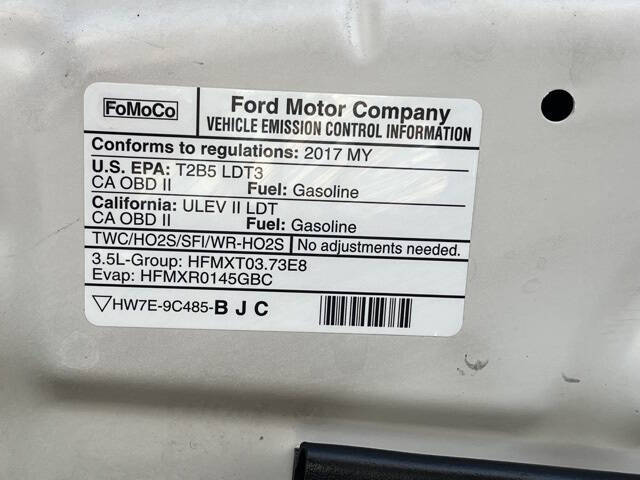 FoMoCo
Ford Motor Company
VEHICLE EMISSION CONTROL INFORMATION
Conforms to regulations: 2017 MY
U.S. EPA: T2B5 LDT3
CA OBD II Fuel: Gasoline
California: ULEV II LDT
CA OBD II Fuel: Gasoline
TWC/HO2S/SFI/WR-HO2S No adjustments needed.
3.5L-Group: HFMXT03.73E8
Evap: HFMXR0145GBC
HW7E-9C485-B J C